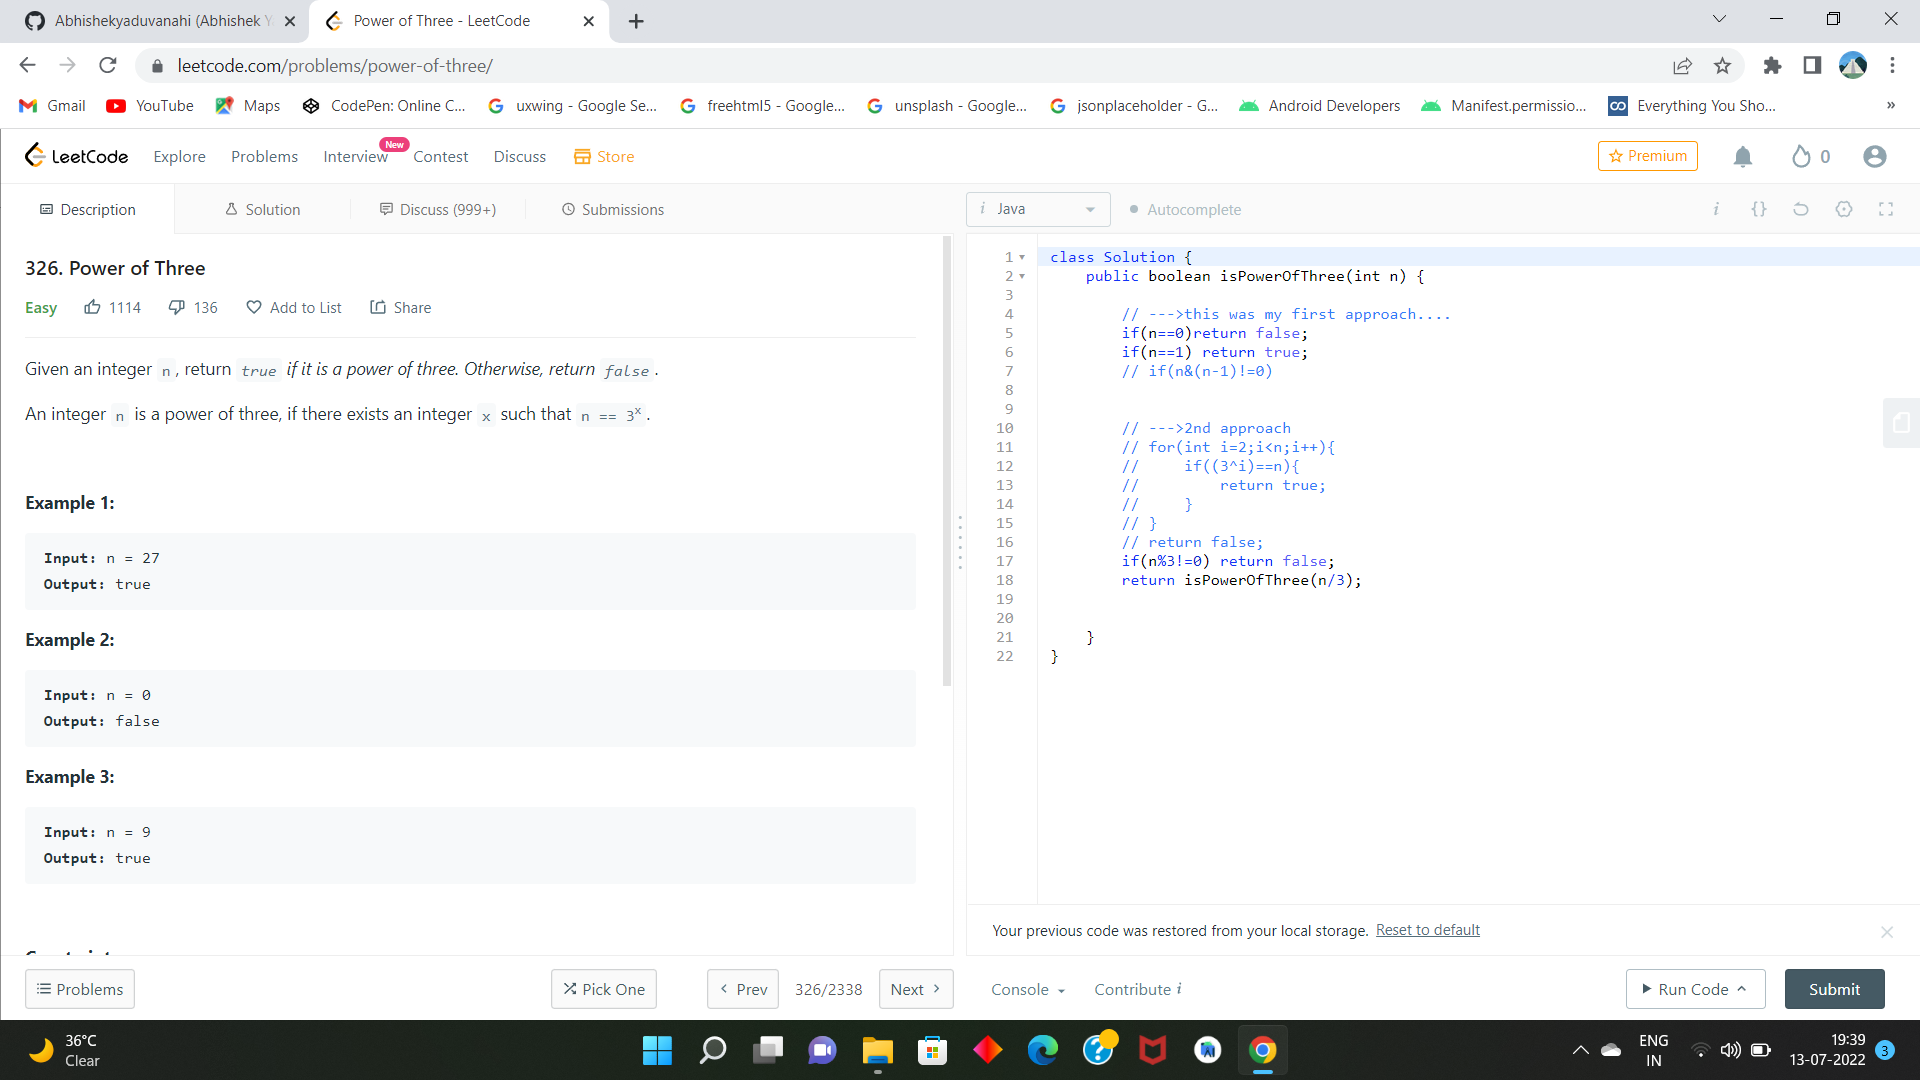 Abhishekyaduvanahi (Abhishek Y
Power of Three - LeetCode
leetcode.com/problems/power-of-three/
Gmail YouTube Maps CodePen: Online C... uxwing - Google Se... freehtml5 - Google... unsplash - Google... jsonplaceholder - G... Android Developers Manifest.permissio... Everything You Sho... »
LeetCode Explore Problems Interview New Contest Discuss Store Premium 0
Description Solution Discuss (999+) Submissions
i Java Autocomplete i {}
326. Power of Three
Easy 1114 136 Add to List Share
Given an integer n, return true if it is a power of three. Otherwise, return false.
An integer n is a power of three, if there exists an integer x such that n == 3ˣ.
Example 1:
Input: n = 27
Output: true
Example 2:
Input: n = 0
Output: false
Example 3:
Input: n = 9
Output: true
1 class Solution {
2 public boolean isPowerOfThree(int n) {
3
4 // --->this was my first approach....
5 if(n==0)return false;
6 if(n==1) return true;
7 // if(n&(n-1)!=0)
8
9
10 // --->2nd approach
11 // for(int i=2;i<n;i++){
12 // if((3^i)==n){
13 // return true;
14 // }
15 // }
16 // return false;
17 if(n%3!=0) return false;
18 return isPowerOfThree(n/3);
19
20
21 }
22 }
Your previous code was restored from your local storage. Reset to default
Problems Pick One Prev 326/2338 Next Console Contribute i Run Code Submit
36°C
Clear
ENG
IN
19:39
13-07-2022
3